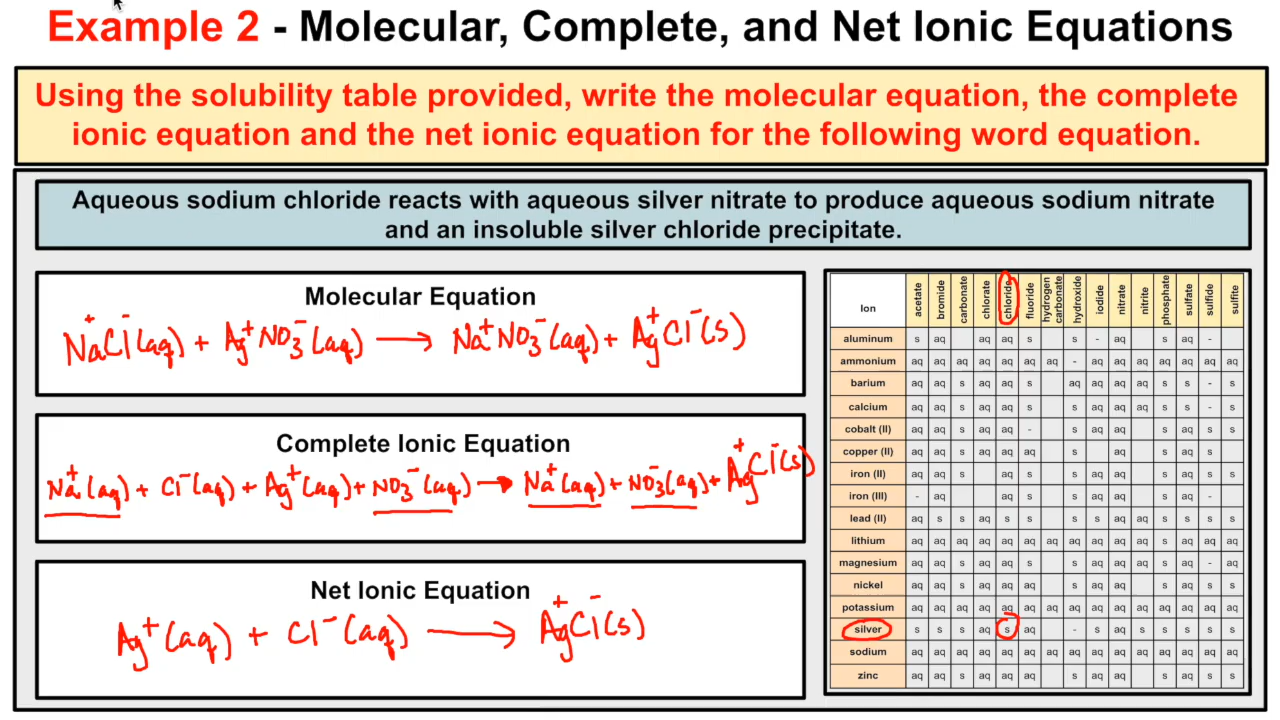 Example 2 - Molecular, Complete, and Net Ionic Equations
Using the solubility table provided, write the molecular equation, the complete
ionic equation and the net ionic equation for the following word equation.
Aqueous sodium chloride reacts with aqueous silver nitrate to produce aqueous sodium nitrate
and an insoluble silver chloride precipitate.
Molecular Equation
Na⁺Cl⁻(aq) + Ag⁺NO₃⁻(aq) → Na⁺NO₃⁻(aq) + Ag⁺Cl⁻(s)
Complete Ionic Equation
Na⁺(aq) + Cl⁻(aq) + Ag⁺(aq) + NO₃⁻(aq) → Na⁺(aq) + NO₃⁻(aq) + Ag⁺Cl⁻(s)
Net Ionic Equation
Ag⁺(aq) + Cl⁻(aq) → Ag⁺Cl⁻(s)
Ion acetate bromide carbonate chlorate chloride fluoride hydrogen carbonate hydroxide iodide nitrate nitrite phosphate sulfate sulfide sulfite
aluminum s aq aq aq s s - aq s aq -
ammonium aq aq aq aq aq aq aq - aq aq aq aq aq aq aq
barium aq aq s aq aq s aq aq aq aq s s - s
calcium aq aq s aq aq s s aq aq aq s s - s
cobalt (II) aq aq s aq aq - s aq aq s aq s s
copper (II) aq aq s aq aq aq s aq s aq s
iron (II) aq aq s aq s s aq aq s aq s s
iron (III) - aq aq s s aq aq s aq -
lead (II) aq s s aq s s s s aq aq s s s s
lithium aq aq aq aq aq aq aq aq aq aq aq s aq aq aq
magnesium aq aq s aq aq s s aq aq aq s aq - aq
nickel aq aq s aq aq aq s aq aq s aq s s
potassium aq aq aq aq aq aq aq aq aq aq aq aq aq aq aq
silver s s s aq s aq - s aq s s s s s
sodium aq aq aq aq aq aq aq aq aq aq aq aq aq aq aq
zinc aq aq s aq aq aq s aq aq s aq s s